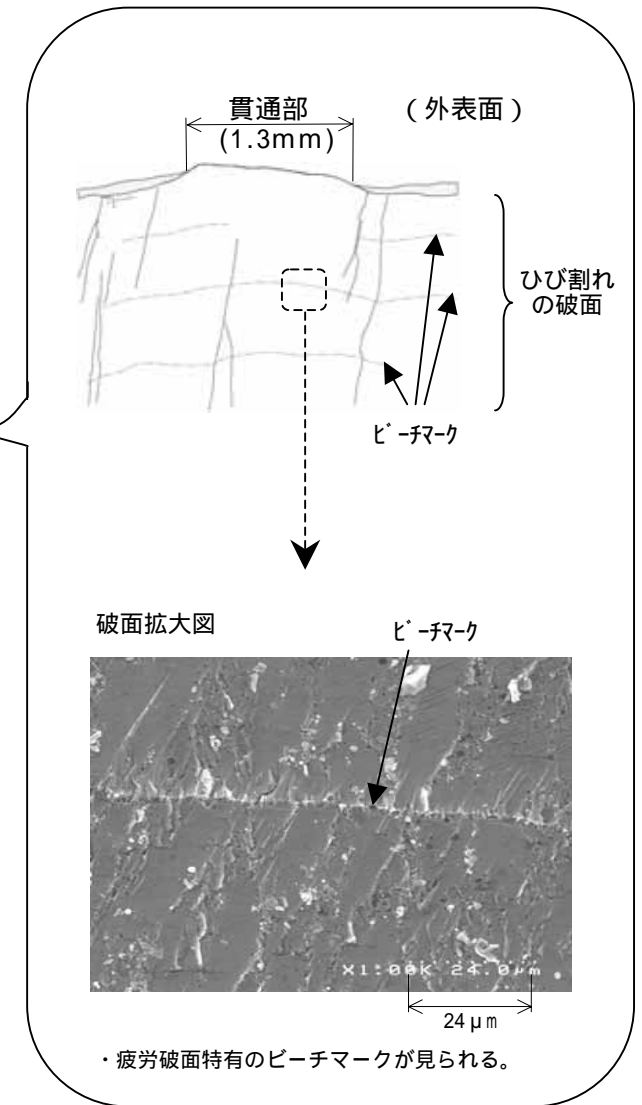 貫通部
(1.3mm)
(外表面)
ひび割れ
の破面
ﾋﾞｰﾁﾏｰｸ
破面拡大図
ﾋﾞｰﾁﾏｰｸ
X1.00K 24.0µm
24μm
・疲労破面特有のビーチマークが見られる。